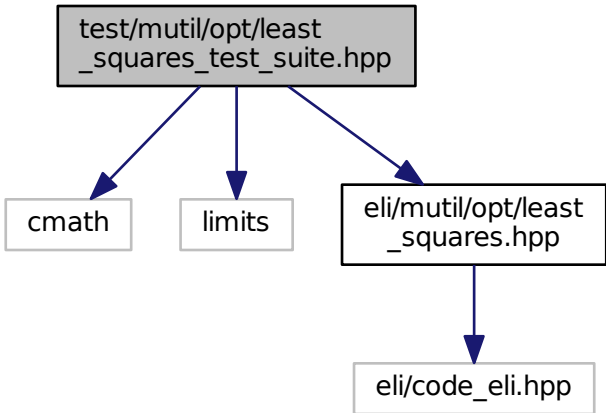 test/mutil/opt/least
_squares_test_suite.hpp
cmath
limits
eli/mutil/opt/least
_squares.hpp
eli/code_eli.hpp